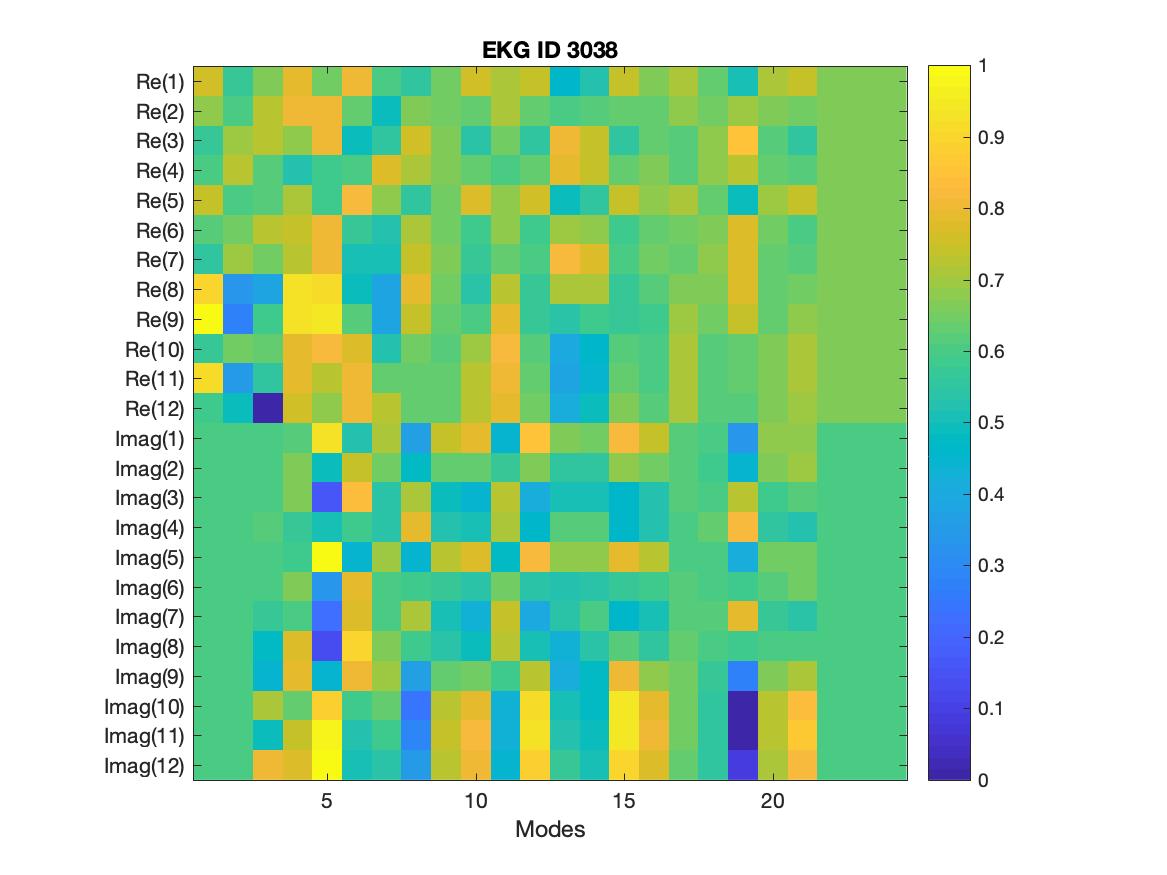 EKG ID 3038
Re(1)
Re(2)
Re(3)
Re(4)
Re(5)
Re(6)
Re(7)
Re(8)
Re(9)
Re(10)
Re(11)
Re(12)
Imag(1)
Imag(2)
Imag(3)
Imag(4)
Imag(5)
Imag(6)
Imag(7)
Imag(8)
Imag(9)
Imag(10)
Imag(11)
Imag(12)
5 10 15 20
Modes
1
0.9
0.8
0.7
0.6
0.5
0.4
0.3
0.2
0.1
0